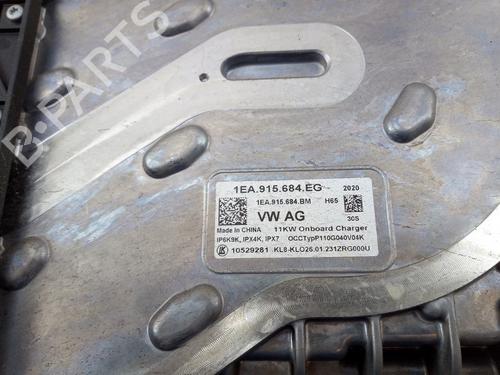 B-PARTS
1EA.915.684.EG 2020
1EA.915.684.BM H65
VW AG 30S
Made In CHINA 11KW Onboard Charger
IP6K9K, IPX4K, IPX7 OCCTypP110G040V04K
10529281 KL8-KLO26.01.231ZRG000U